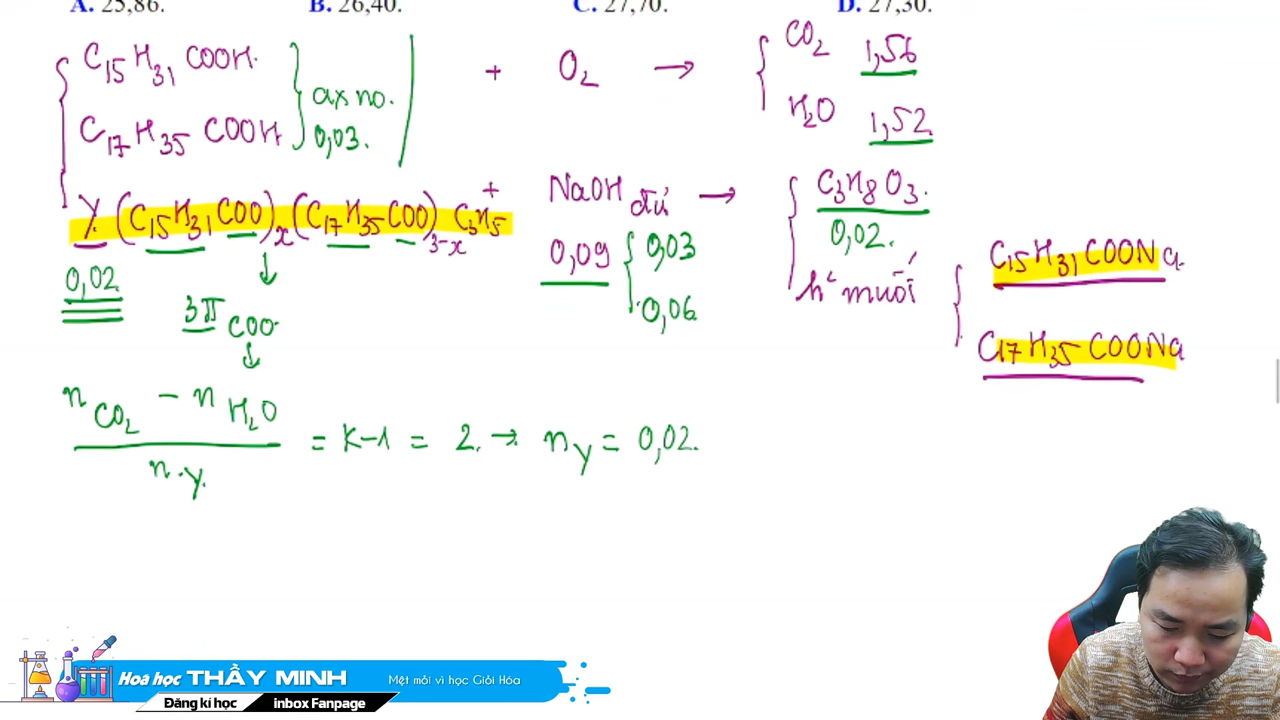 A. 25,86. B. 26,40. C. 27,70. D. 27,30.
C15H31COOH.
C17H35COOH
ax no.
0,03.
+ O2 →
CO2 1,56
H2O 1,52
Y. (C15H31COO)x (C17H35COO)3-x C3H5
+ NaOH đủ →
C3H8O3.
0,02.
0,02
0,09
0,03
0,06
h² muối
C15H31COONa
C17H35COONa
3π COO
nCO2 - nH2O
n.y.
= K-1 = 2. → ny = 0,02.
Hoá học THẦY MINH
Mệt mỏi vì học Giỏi Hóa
Đăng kí học
inbox Fanpage